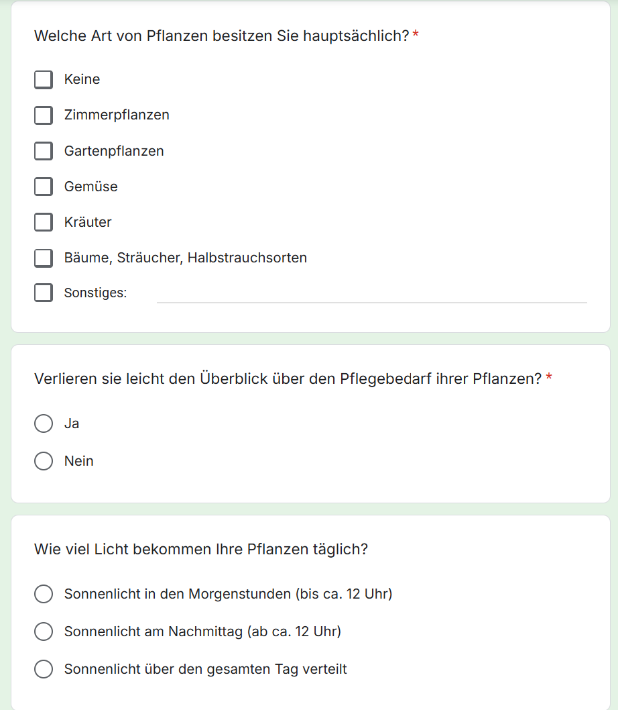 Welche Art von Pflanzen besitzen Sie hauptsächlich? *
Keine
Zimmerpflanzen
Gartenpflanzen
Gemüse
Kräuter
Bäume, Sträucher, Halbstrauchsorten
Sonstiges:
Verlieren sie leicht den Überblick über den Pflegebedarf ihrer Pflanzen? *
Ja
Nein
Wie viel Licht bekommen Ihre Pflanzen täglich?
Sonnenlicht in den Morgenstunden (bis ca. 12 Uhr)
Sonnenlicht am Nachmittag (ab ca. 12 Uhr)
Sonnenlicht über den gesamten Tag verteilt